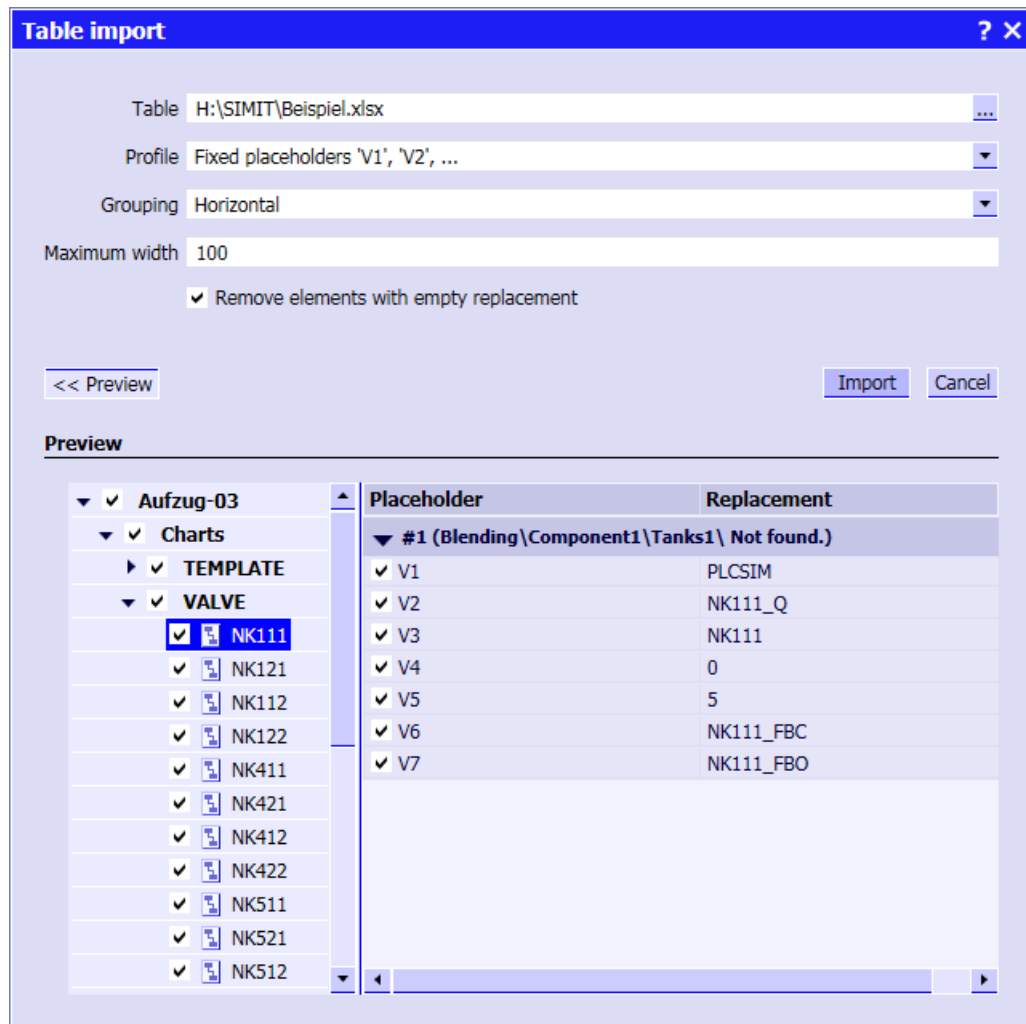 Table import ? ×
Table H:\SIMIT\Beispiel.xlsx ...
Profile Fixed placeholders 'V1', 'V2', ...
Grouping Horizontal
Maximum width 100
Remove elements with empty replacement
<< Preview Import Cancel
Preview
Aufzug-03
Charts
TEMPLATE
VALVE
NK111
NK121
NK112
NK122
NK411
NK421
NK412
NK422
NK511
NK521
NK512
Placeholder Replacement
#1 (Blending\Component1\Tanks1\ Not found.)
V1 PLCSIM
V2 NK111_Q
V3 NK111
V4 0
V5 5
V6 NK111_FBC
V7 NK111_FBO